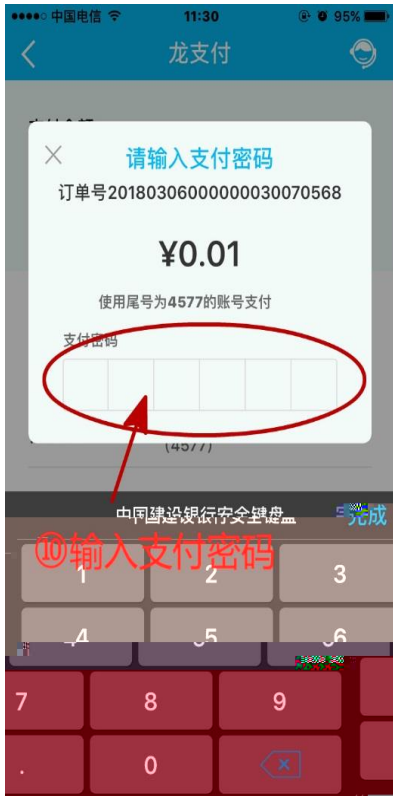 中国电信 11:30 95%
龙支付
请输入支付密码
订单号20180306000000030070568
¥0.01
使用尾号为4577的账号支付
支付密码
(4577)
中国建设银行安全键盘 完成
⑩输入支付密码
1 2 3
4 5 6
7 8 9
. 0